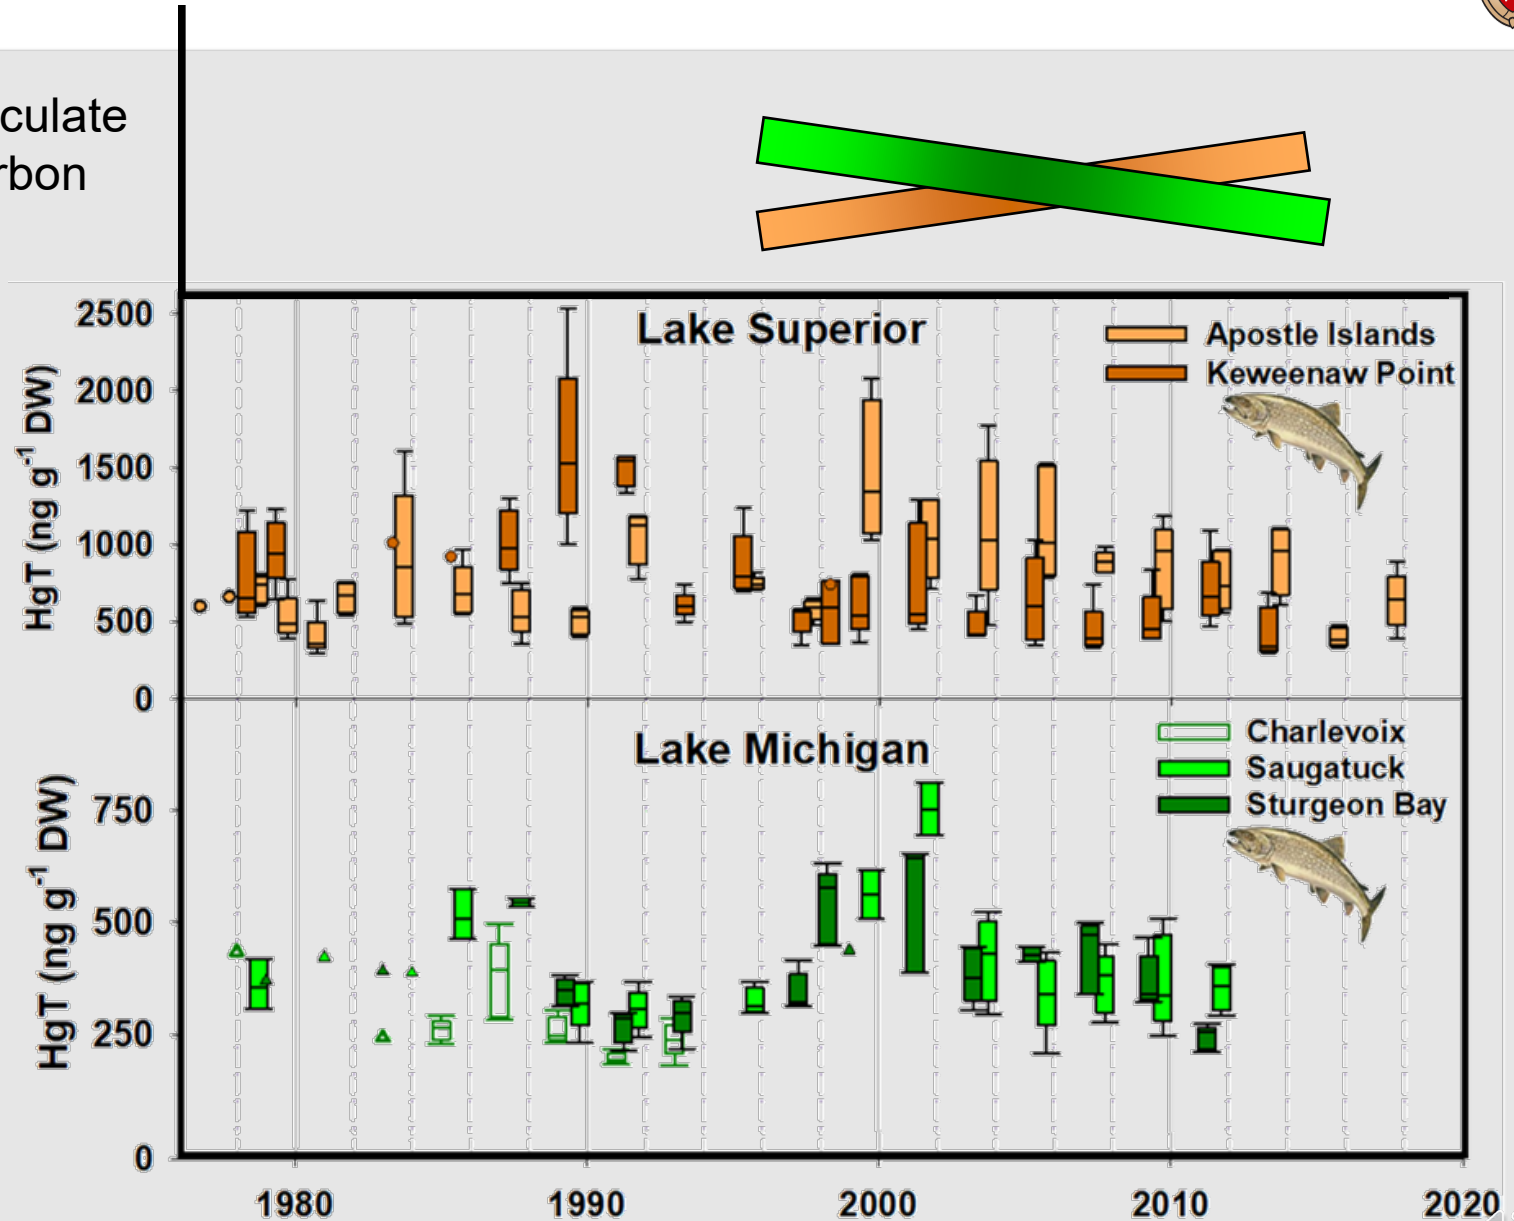 culate
rbon
Lake Superior
Apostle Islands
Keweenaw Point
HgT (ng g⁻¹ DW)
2500
2000
1500
1000
500
0
Lake Michigan
Charlevoix
Saugatuck
Sturgeon Bay
HgT (ng g⁻¹ DW)
750
500
250
0
1980 1990 2000 2010 2020